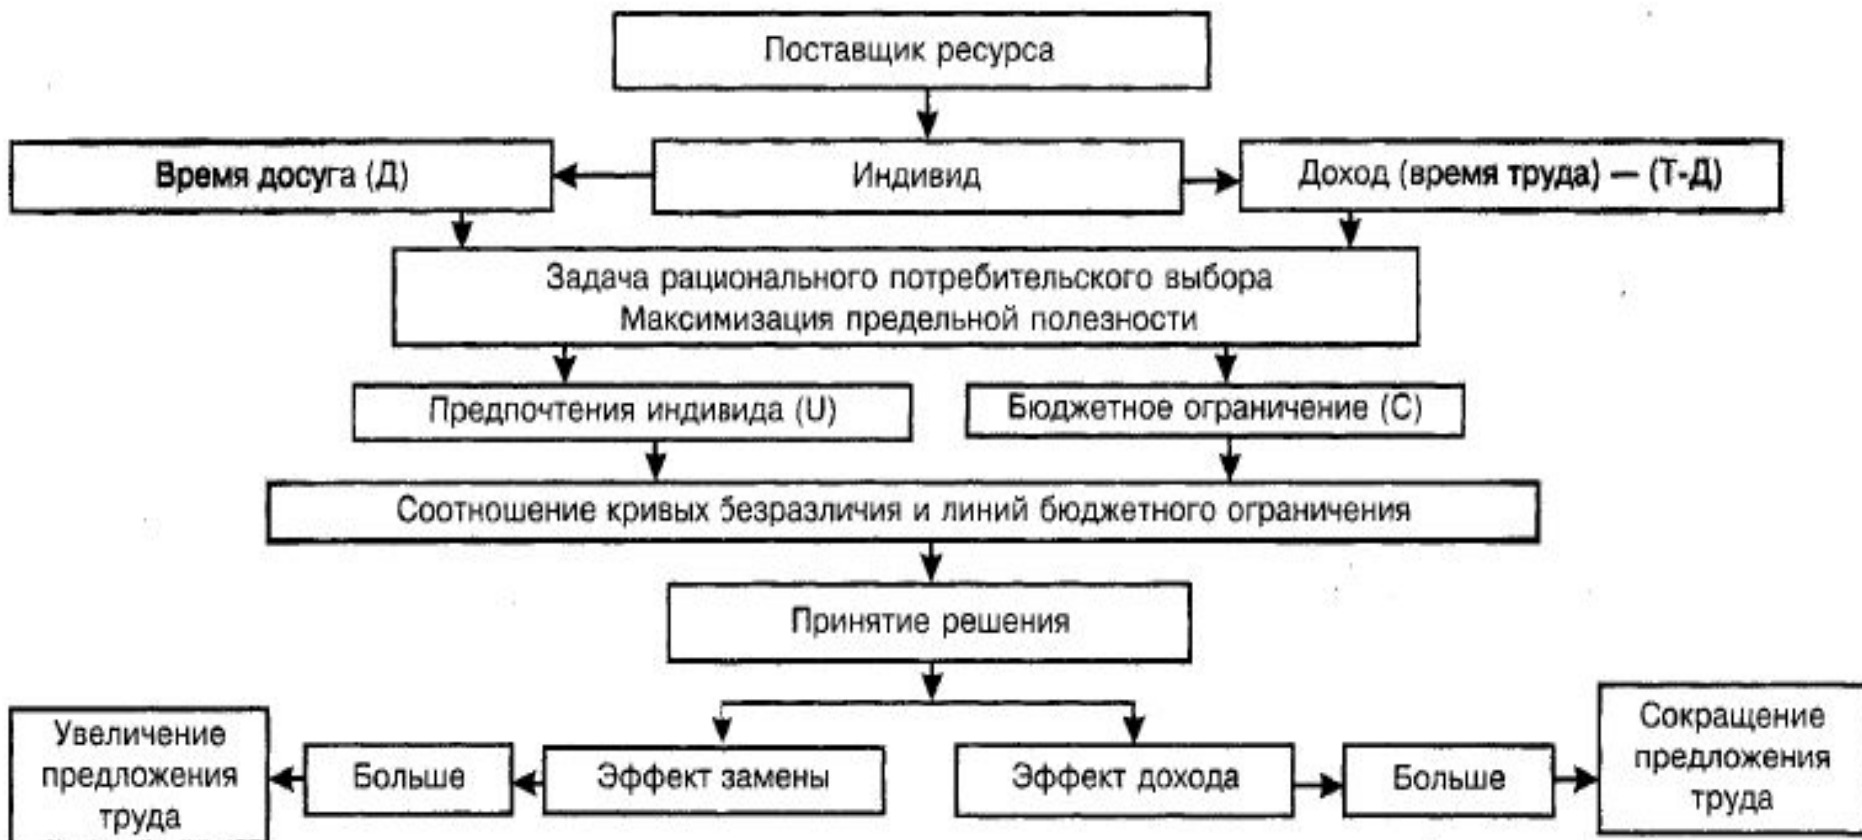 Поставщик ресурса
Время досуга (Д)
Индивид
Доход (время труда) — (Т-Д)
Задача рационального потребительского выбора
Максимизация предельной полезности
Предпочтения индивида (U)
Бюджетное ограничение (С)
Соотношение кривых безразличия и линий бюджетного ограничения
Принятие решения
Увеличение
предложения
труда
Больше
Эффект замены
Эффект дохода
Больше
Сокращение
предложения
труда